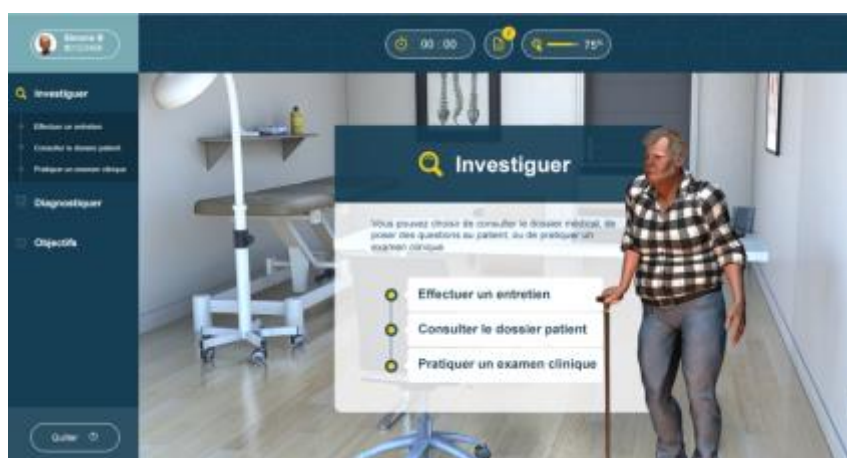 00 : 00
75%
Investiguer
Effectuer un entretien
Consulter le dossier patient
Pratiquer un examen clinique
Diagnostiquer
Objectifs
Quitter
Investiguer
Vous pouvez choisir de consulter le dossier médical, de
poser des questions au patient, ou de pratiquer un
examen clinique
Effectuer un entretien
Consulter le dossier patient
Pratiquer un examen clinique